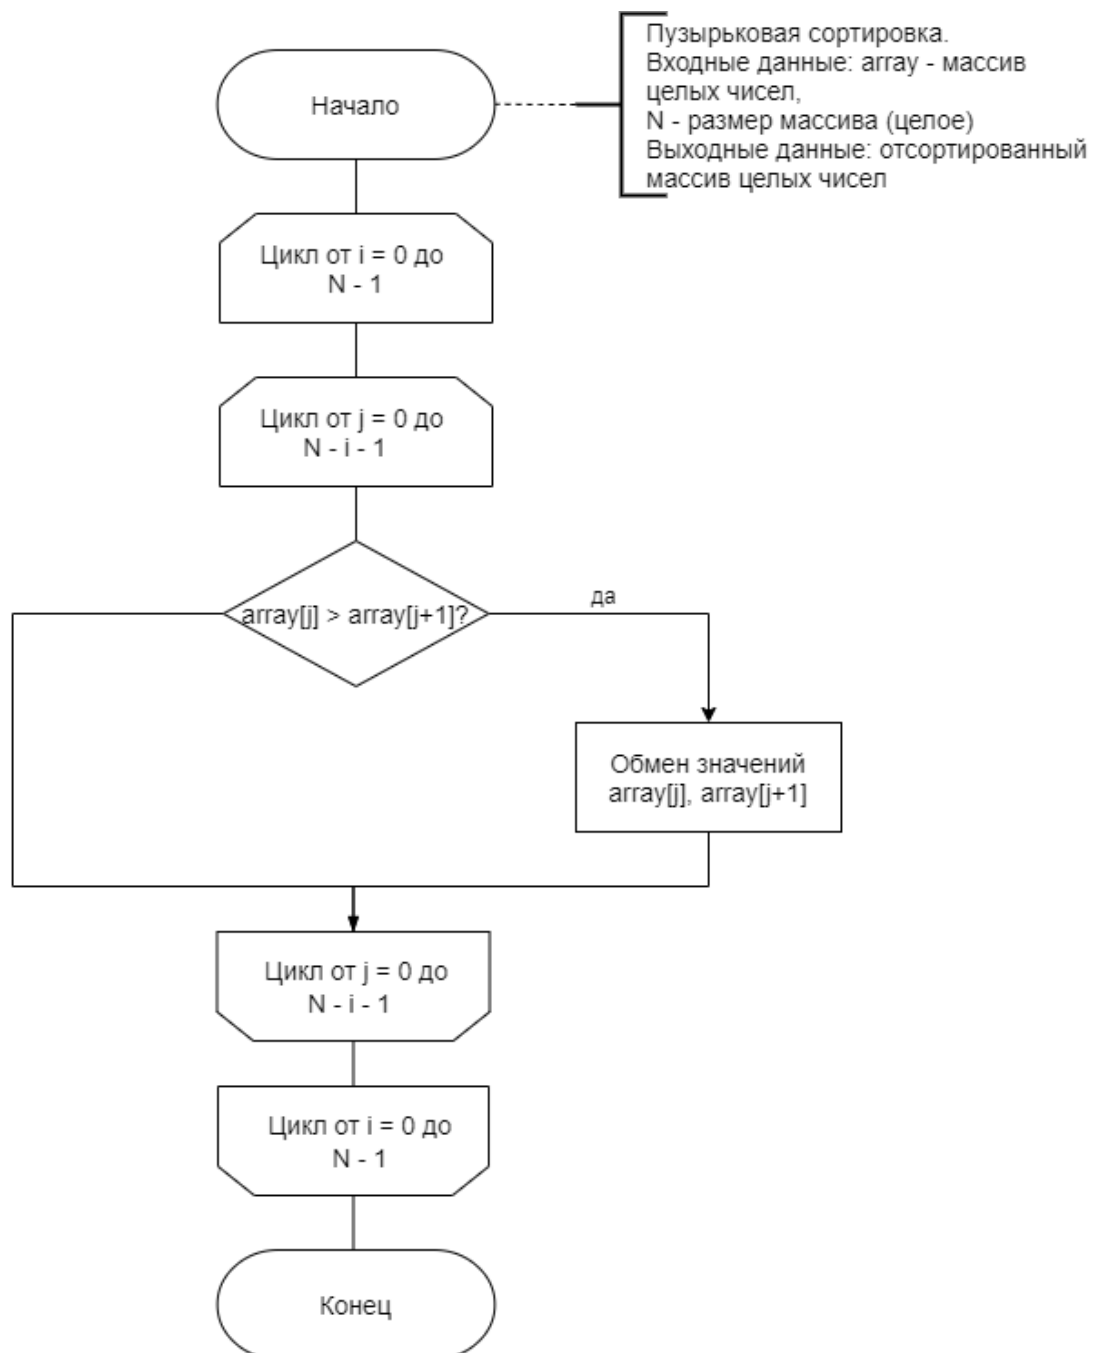 Пузырьковая сортировка.
Входные данные: array - массив
целых чисел,
N - размер массива (целое)
Выходные данные: отсортированный
массив целых чисел
Начало
Цикл от i = 0 до
N - 1
Цикл от j = 0 до
N - i - 1
array[j] > array[j+1]?
да
Обмен значений
array[j], array[j+1]
Цикл от j = 0 до
N - i - 1
Цикл от i = 0 до
N - 1
Конец